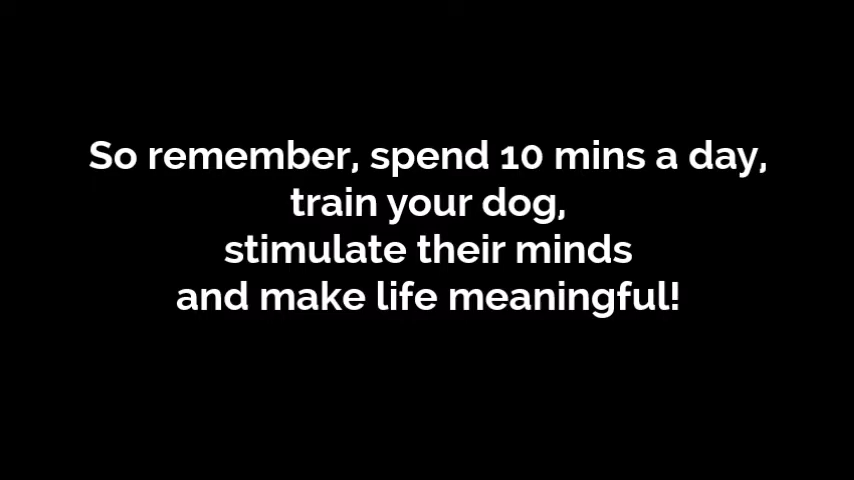 So remember, spend 10 mins a day,
train your dog,
stimulate their minds
and make life meaningful!